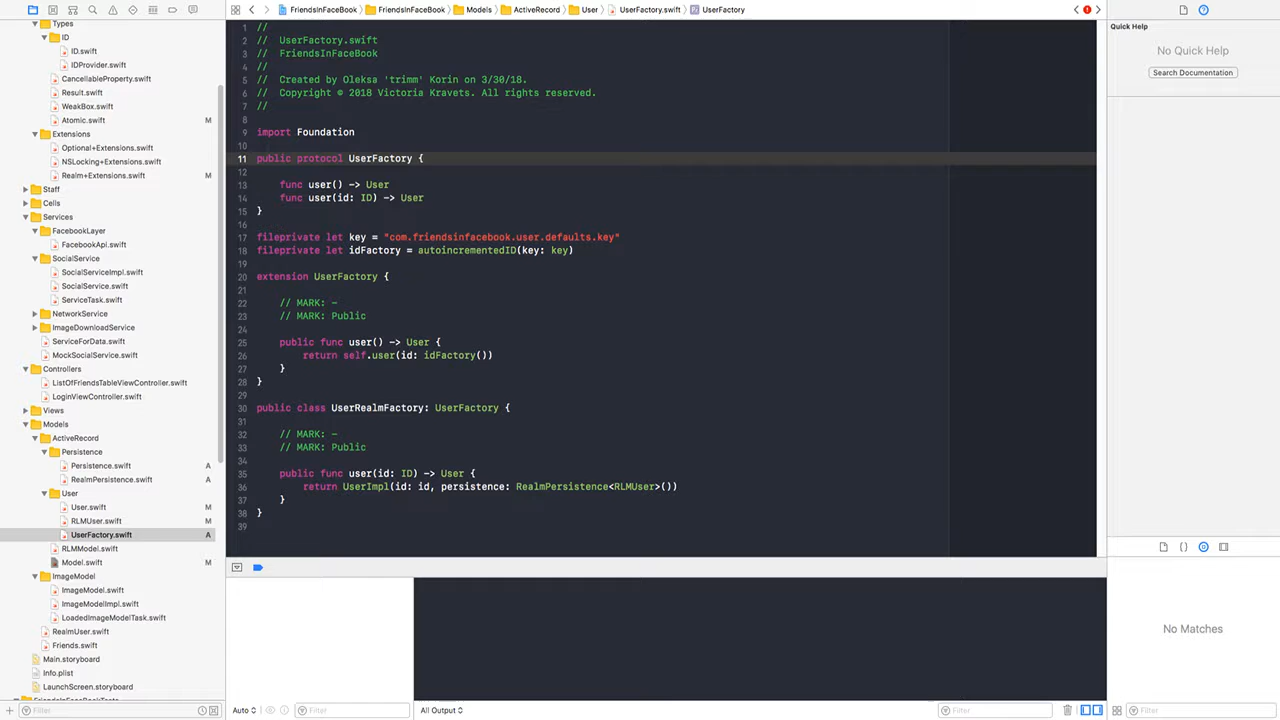 FriendsInFaceBook
FriendsInFaceBook
Models
ActiveRecord
User
UserFactory.swift
UserFactory
Types
ID
ID.swift
IDProvider.swift
CancellableProperty.swift
Result.swift
WeakBox.swift
Atomic.swift M
Extensions
Optional+Extensions.swift
NSLocking+Extensions.swift
Realm+Extensions.swift M
Staff
Cells
Services
FacebookLayer
FacebookApi.swift
SocialService
SocialServiceImpl.swift
SocialService.swift
ServiceTask.swift
NetworkService
ImageDownloadService
ServiceForData.swift
MockSocialService.swift
Controllers
ListOfFriendsTableViewController.swift
LoginViewController.swift
Views
Models
ActiveRecord
Persistence
Persistence.swift A
RealmPersistence.swift A
User
User.swift M
RLMUser.swift M
UserFactory.swift A
RLMModel.swift
Model.swift M
ImageModel
ImageModel.swift
ImageModelImpl.swift
LoadedImageModelTask.swift
RealmUser.swift
Friends.swift
Main.storyboard
Info.plist
LaunchScreen.storyboard
FriendsInFaceBookTests
Filter
1 //
2 // UserFactory.swift
3 // FriendsInFaceBook
4 //
5 // Created by Oleksa 'trimm' Korin on 3/30/18.
6 // Copyright © 2018 Victoria Kravets. All rights reserved.
7 //
8
9 import Foundation
10
11 public protocol UserFactory {
12
13 func user() -> User
14 func user(id: ID) -> User
15 }
16
17 fileprivate let key = "com.friendsinfacebook.user.defaults.key"
18 fileprivate let idFactory = autoincrementedID(key: key)
19
20 extension UserFactory {
21
22 // MARK: -
23 // MARK: Public
24
25 public func user() -> User {
26 return self.user(id: idFactory())
27 }
28 }
29
30 public class UserRealmFactory: UserFactory {
31
32 // MARK: -
33 // MARK: Public
34
35 public func user(id: ID) -> User {
36 return UserImpl(id: id, persistence: RealmPersistence<RLMUser>())
37 }
38 }
39
Auto
Filter
All Output
Filter
Quick Help
No Quick Help
Search Documentation
No Matches
Filter